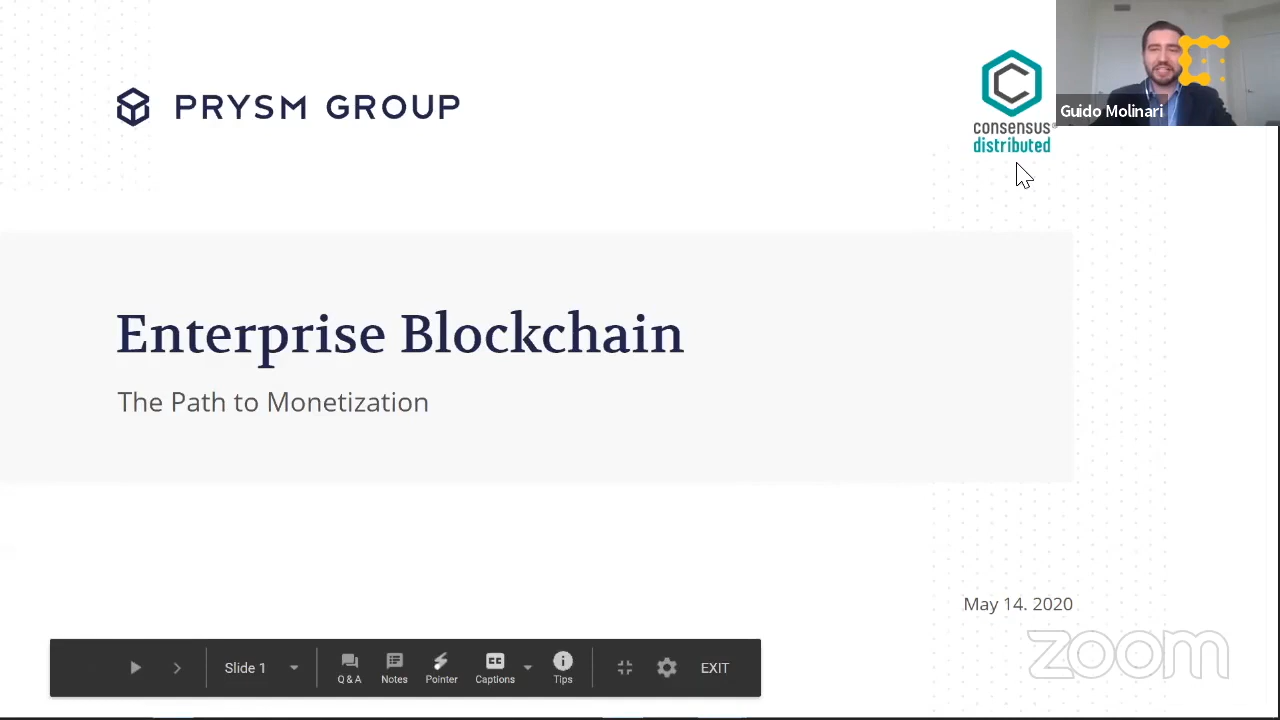 PRYSM GROUP
consensus®
distributed
Guido Molinari
Enterprise Blockchain
The Path to Monetization
May 14. 2020
zoom
Slide 1
Q & A
Notes
Pointer
Captions
Tips
EXIT